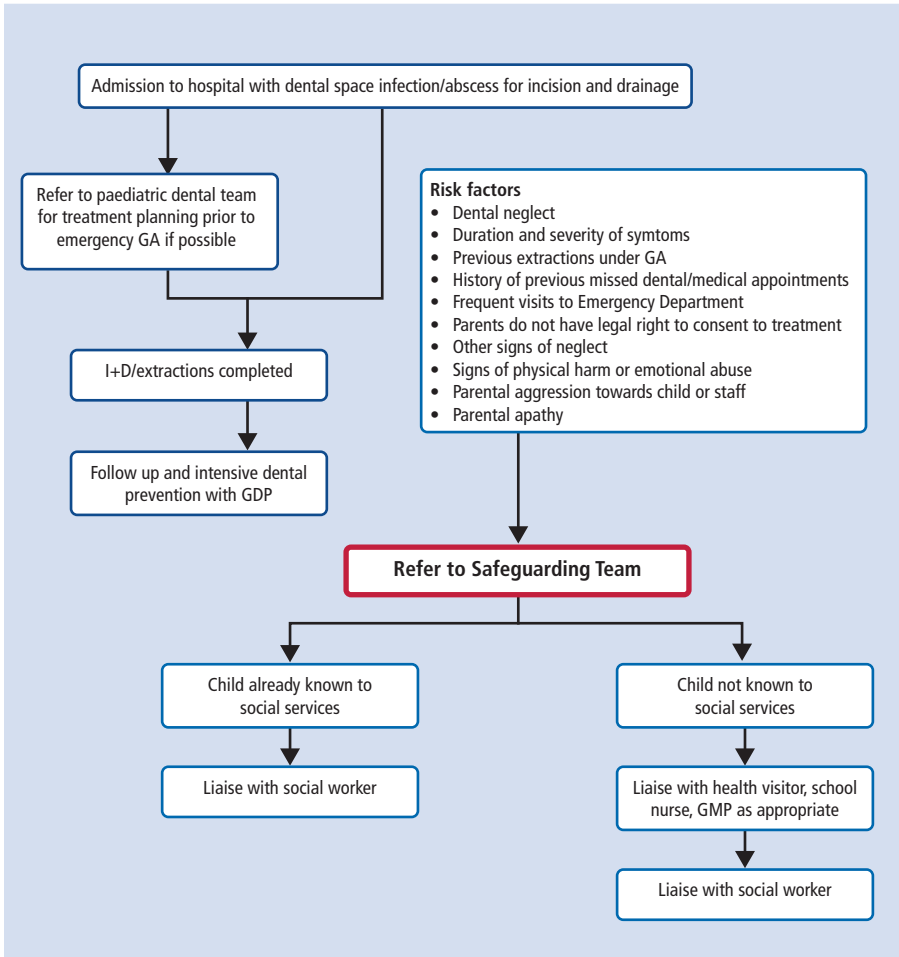 Admission to hospital with dental space infection/abscess for incision and drainage
Refer to paediatric dental team
for treatment planning prior to
emergency GA if possible
I+D/extractions completed
Follow up and intensive dental
prevention with GDP
Risk factors
• Dental neglect
• Duration and severity of symtoms
• Previous extractions under GA
• History of previous missed dental/medical appointments
• Frequent visits to Emergency Department
• Parents do not have legal right to consent to treatment
• Other signs of neglect
• Signs of physical harm or emotional abuse
• Parental aggression towards child or staff
• Parental apathy
Refer to Safeguarding Team
Child already known to
social services
Liaise with social worker
Child not known to
social services
Liaise with health visitor, school
nurse, GMP as appropriate
Liaise with social worker